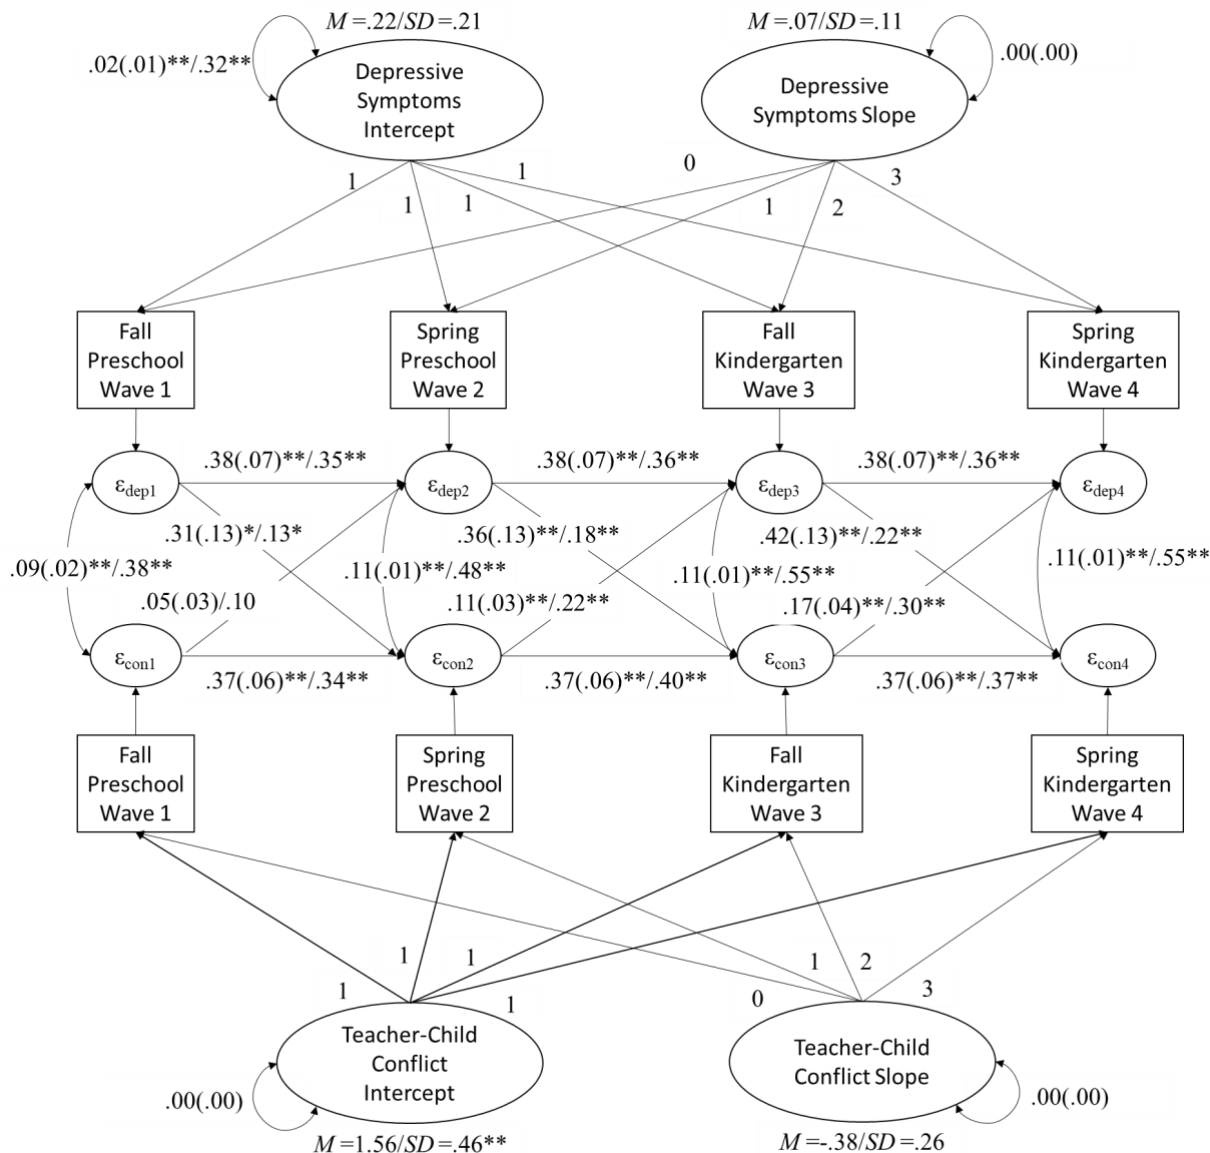 M =.22/SD =.21
M =.07/SD =.11
.02(.01)**/.32**
Depressive
Symptoms
Intercept
Depressive
Symptoms Slope
.00(.00)
1
1
1
1
0
1
2
3
Fall
Preschool
Wave 1
Spring
Preschool
Wave 2
Fall
Kindergarten
Wave 3
Spring
Kindergarten
Wave 4
.38(.07)**/.35**
.38(.07)**/.36**
.38(.07)**/.36**
εdep1
εdep2
εdep3
εdep4
.31(.13)*/.13*
.36(.13)**/.18**
.42(.13)**/.22**
.09(.02)**/.38**
.11(.01)**/.48**
.11(.01)**/.55**
.11(.01)**/.55**
.05(.03)/.10
.11(.03)**/.22**
.17(.04)**/.30**
εcon1
εcon2
εcon3
εcon4
.37(.06)**/.34**
.37(.06)**/.40**
.37(.06)**/.37**
Fall
Preschool
Wave 1
Spring
Preschool
Wave 2
Fall
Kindergarten
Wave 3
Spring
Kindergarten
Wave 4
1
1
1
1
0
1
2
3
Teacher-Child
Conflict
Intercept
Teacher-Child
Conflict Slope
.00(.00)
.00(.00)
M =1.56/SD =.46**
M =-.38/SD =.26